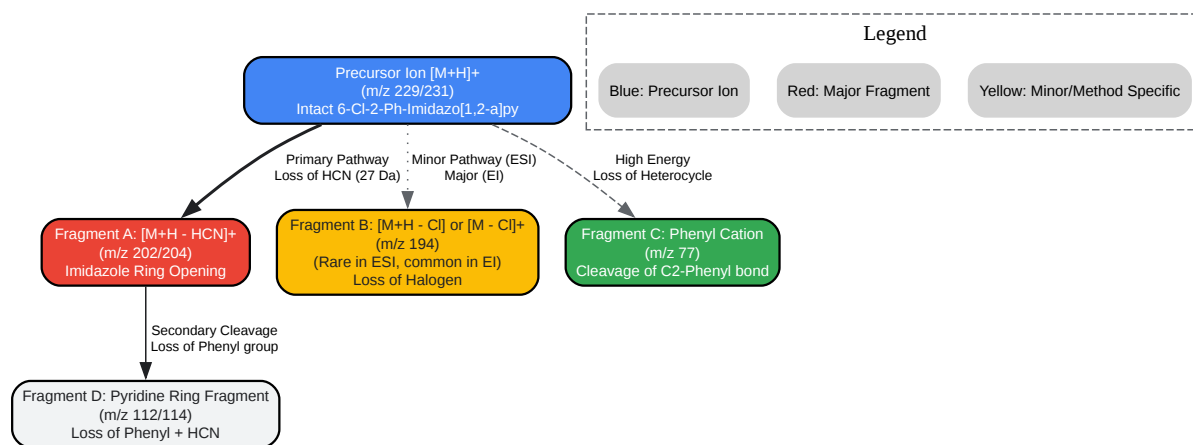 Legend
Blue: Precursor Ion
Red: Major Fragment
Yellow: Minor/Method Specific
Precursor Ion [M+H]+
(m/z 229/231)
Intact 6-Cl-2-Ph-Imidazo[1,2-a]py
Primary Pathway
Loss of HCN (27 Da)
Minor Pathway (ESI)
Major (EI)
High Energy
Loss of Heterocycle
Fragment A: [M+H - HCN]+
(m/z 202/204)
Imidazole Ring Opening
Fragment B: [M+H - Cl] or [M - Cl]+
(m/z 194)
(Rare in ESI, common in EI)
Loss of Halogen
Fragment C: Phenyl Cation
(m/z 77)
Cleavage of C2-Phenyl bond
Secondary Cleavage
Loss of Phenyl group
Fragment D: Pyridine Ring Fragment
(m/z 112/114)
Loss of Phenyl + HCN